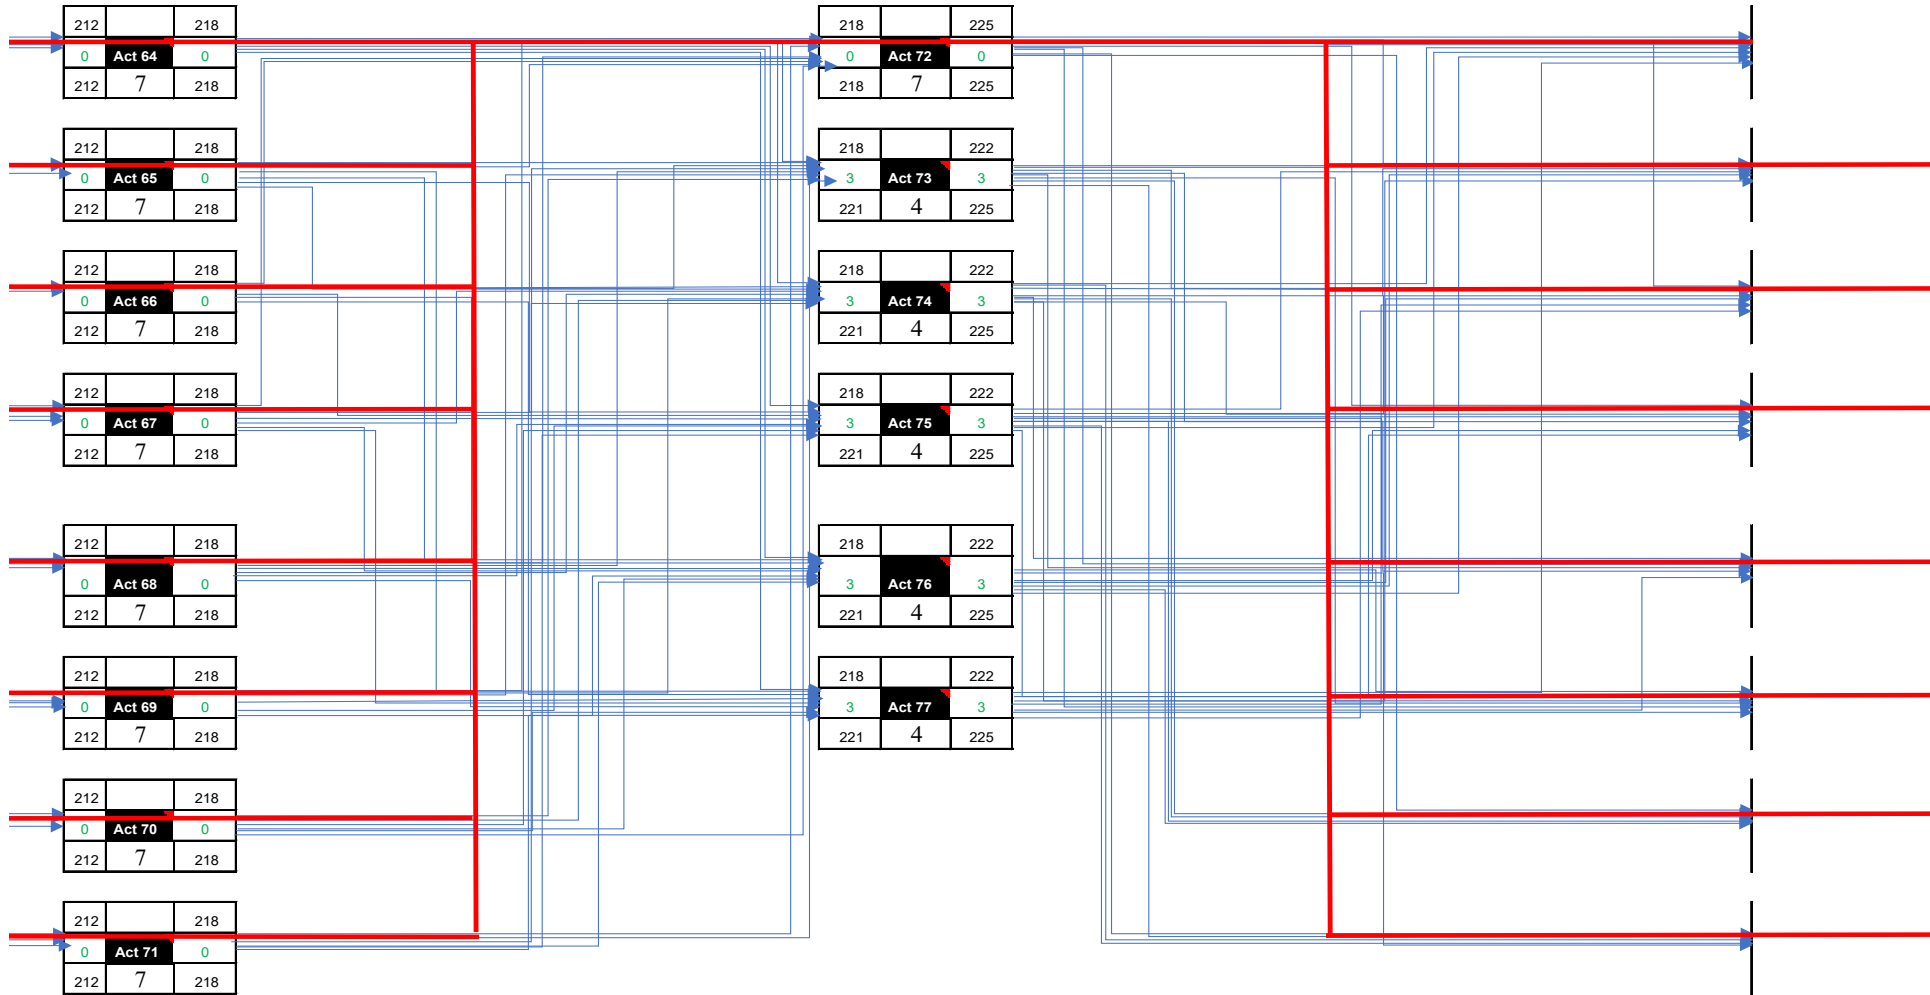 212 218
0 Act 64 0
212 7 218
218 225
0 Act 72 0
218 7 225
212 218
0 Act 65 0
212 7 218
218 222
3 Act 73 3
221 4 225
212 218
0 Act 66 0
212 7 218
218 222
3 Act 74 3
221 4 225
212 218
0 Act 67 0
212 7 218
218 222
3 Act 75 3
221 4 225
212 218
0 Act 68 0
212 7 218
218 222
3 Act 76 3
221 4 225
212 218
0 Act 69 0
212 7 218
218 222
3 Act 77 3
221 4 225
212 218
0 Act 70 0
212 7 218
212 218
0 Act 71 0
212 7 218